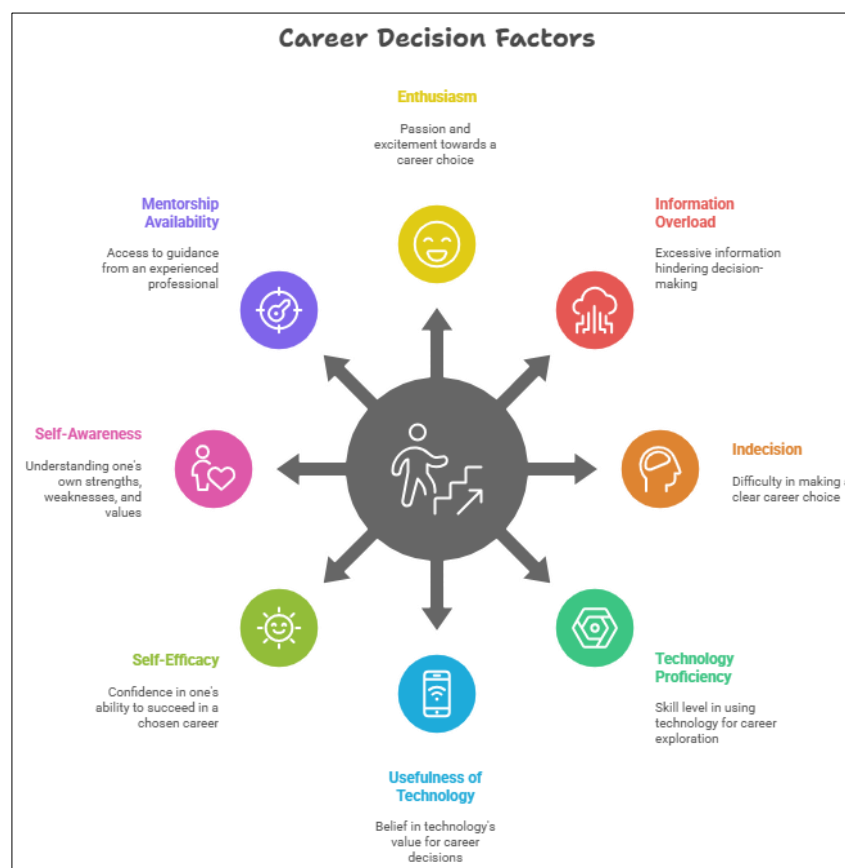 Career Decision Factors
Enthusiasm
Passion and
excitement towards a
career choice
Mentorship
Availability
Access to guidance
from an experienced
professional
Information
Overload
Excessive information
hindering decision-
making
Self-Awareness
Understanding one's
own strengths,
weaknesses, and
values
Indecision
Difficulty in making a
clear career choice
Self-Efficacy
Confidence in one's
ability to succeed in a
chosen career
Technology
Proficiency
Skill level in using
technology for career
exploration
Usefulness of
Technology
Belief in technology's
value for career
decisions